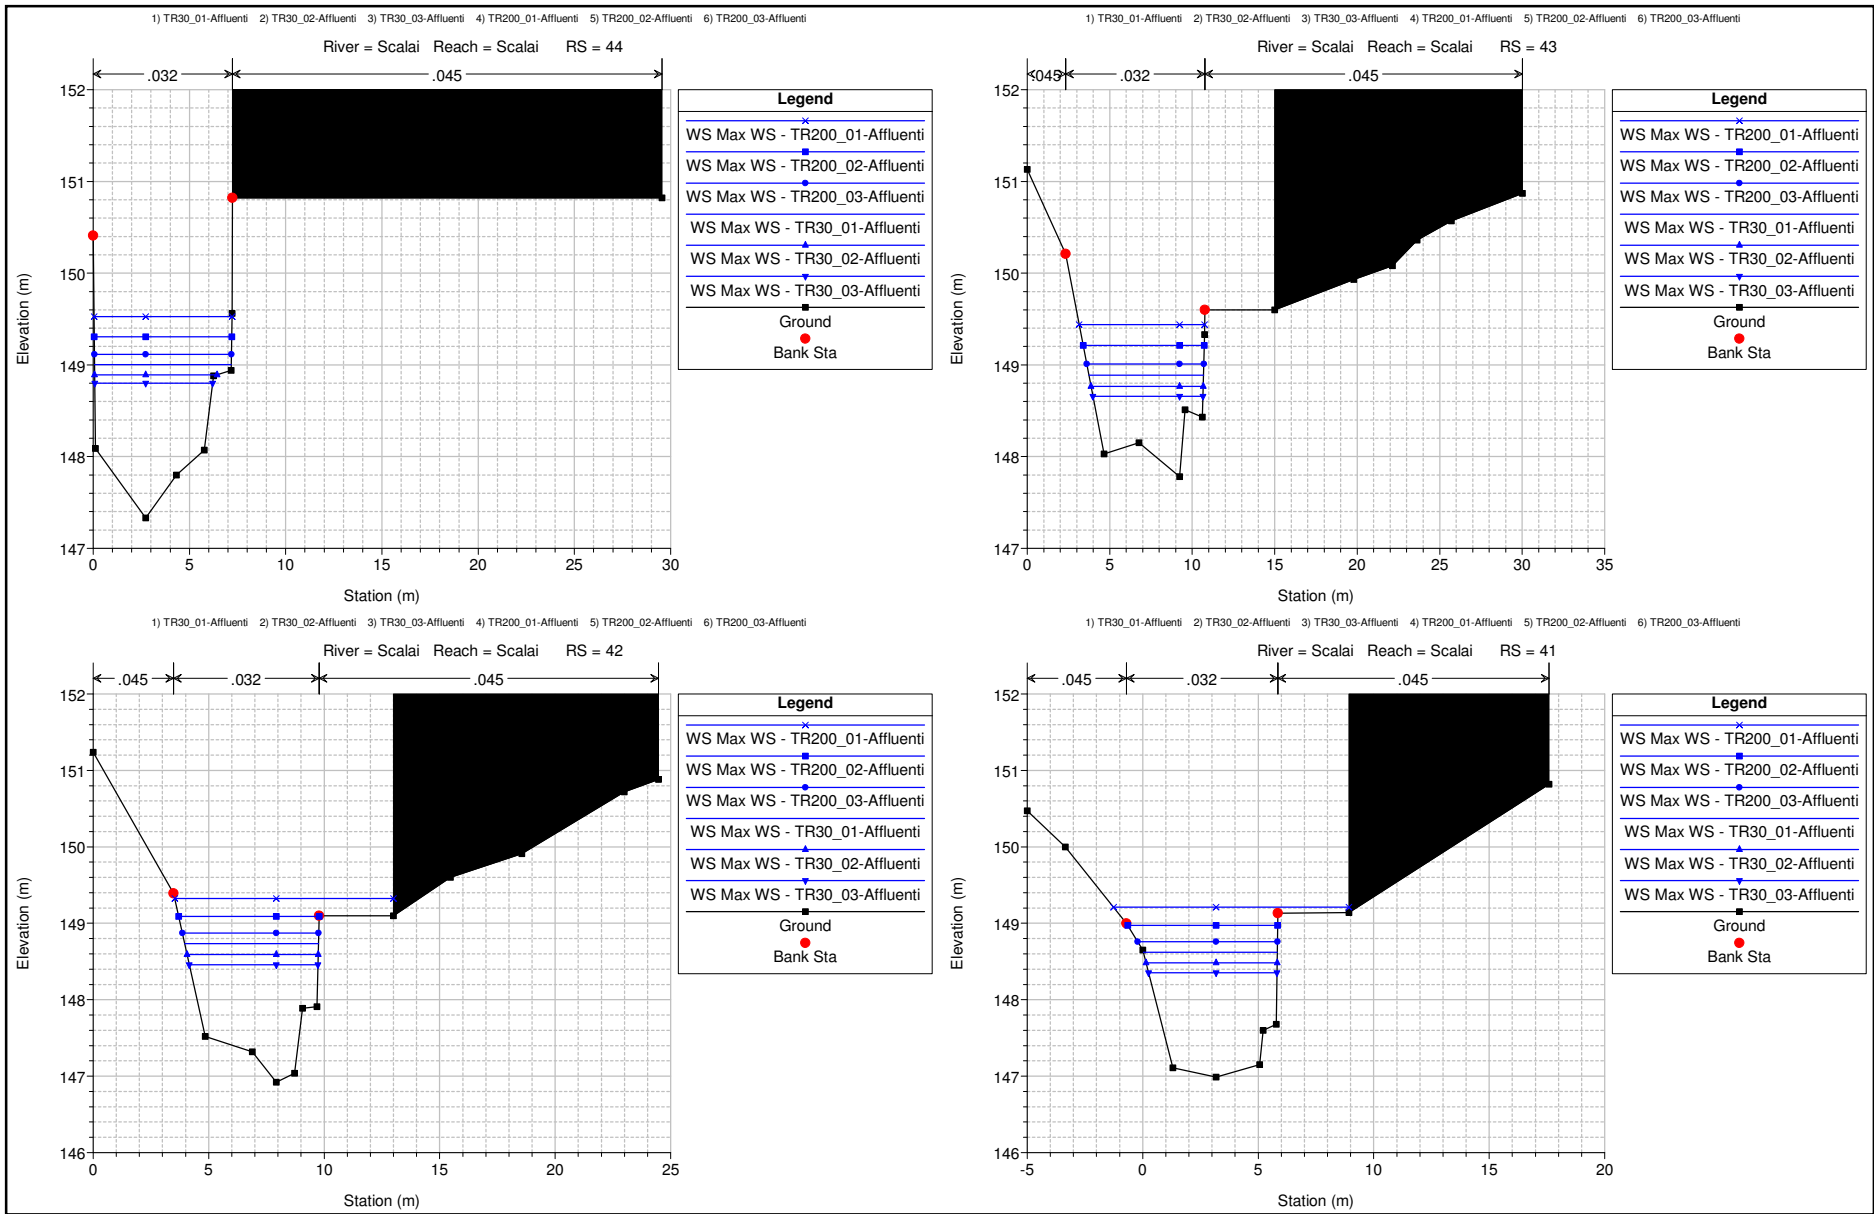 1) TR30_01-Affluenti 2) TR30_02-Affluenti 3) TR30_03-Affluenti 4) TR200_01-Affluenti 5) TR200_02-Affluenti 6) TR200_03-Affluenti
River = Scalai Reach = Scalai RS = 44
.032 .045
152
151
150
149
148
147
0 5 10 15 20 25 30
Station (m)
Elevation (m)
Legend
WS Max WS - TR200_01-Affluenti
WS Max WS - TR200_02-Affluenti
WS Max WS - TR200_03-Affluenti
WS Max WS - TR30_01-Affluenti
WS Max WS - TR30_02-Affluenti
WS Max WS - TR30_03-Affluenti
Ground
Bank Sta
1) TR30_01-Affluenti 2) TR30_02-Affluenti 3) TR30_03-Affluenti 4) TR200_01-Affluenti 5) TR200_02-Affluenti 6) TR200_03-Affluenti
River = Scalai Reach = Scalai RS = 43
.045 .032 .045
152
151
150
149
148
147
0 5 10 15 20 25 30 35
Station (m)
Elevation (m)
Legend
WS Max WS - TR200_01-Affluenti
WS Max WS - TR200_02-Affluenti
WS Max WS - TR200_03-Affluenti
WS Max WS - TR30_01-Affluenti
WS Max WS - TR30_02-Affluenti
WS Max WS - TR30_03-Affluenti
Ground
Bank Sta
1) TR30_01-Affluenti 2) TR30_02-Affluenti 3) TR30_03-Affluenti 4) TR200_01-Affluenti 5) TR200_02-Affluenti 6) TR200_03-Affluenti
River = Scalai Reach = Scalai RS = 42
.045 .032 .045
152
151
150
149
148
147
146
0 5 10 15 20 25
Station (m)
Elevation (m)
Legend
WS Max WS - TR200_01-Affluenti
WS Max WS - TR200_02-Affluenti
WS Max WS - TR200_03-Affluenti
WS Max WS - TR30_01-Affluenti
WS Max WS - TR30_02-Affluenti
WS Max WS - TR30_03-Affluenti
Ground
Bank Sta
1) TR30_01-Affluenti 2) TR30_02-Affluenti 3) TR30_03-Affluenti 4) TR200_01-Affluenti 5) TR200_02-Affluenti 6) TR200_03-Affluenti
River = Scalai Reach = Scalai RS = 41
.045 .032 .045
152
151
150
149
148
147
146
-5 0 5 10 15 20
Station (m)
Elevation (m)
Legend
WS Max WS - TR200_01-Affluenti
WS Max WS - TR200_02-Affluenti
WS Max WS - TR200_03-Affluenti
WS Max WS - TR30_01-Affluenti
WS Max WS - TR30_02-Affluenti
WS Max WS - TR30_03-Affluenti
Ground
Bank Sta